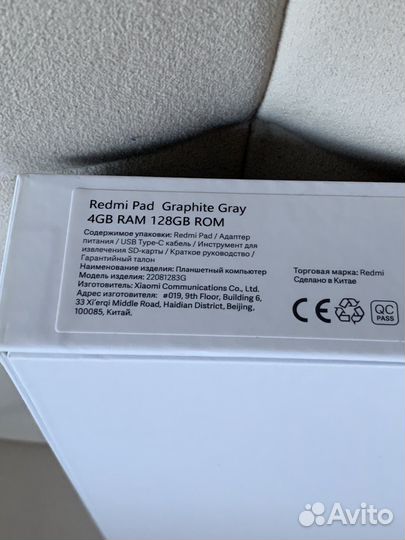 Redmi Pad Graphite Gray
4GB RAM 128GB ROM
Содержимое упаковки: Redmi Pad / Адаптер
питания / USB Type-C кабель / Инструмент для
извлечения SD-карты / Краткое руководство /
Гарантийный талон
Наименование изделия: Планшетный компьютер
Модель изделия: 22081283G
Изготовитель: Xiaomi Communications Co., Ltd.
Адрес изготовителя: #019, 9th Floor, Building 6,
33 Xi'erqi Middle Road, Haidian District, Beijing,
100085, Китай.
Торговая марка: Redmi
Сделано в Китае
CE
QC
PASS
Avito